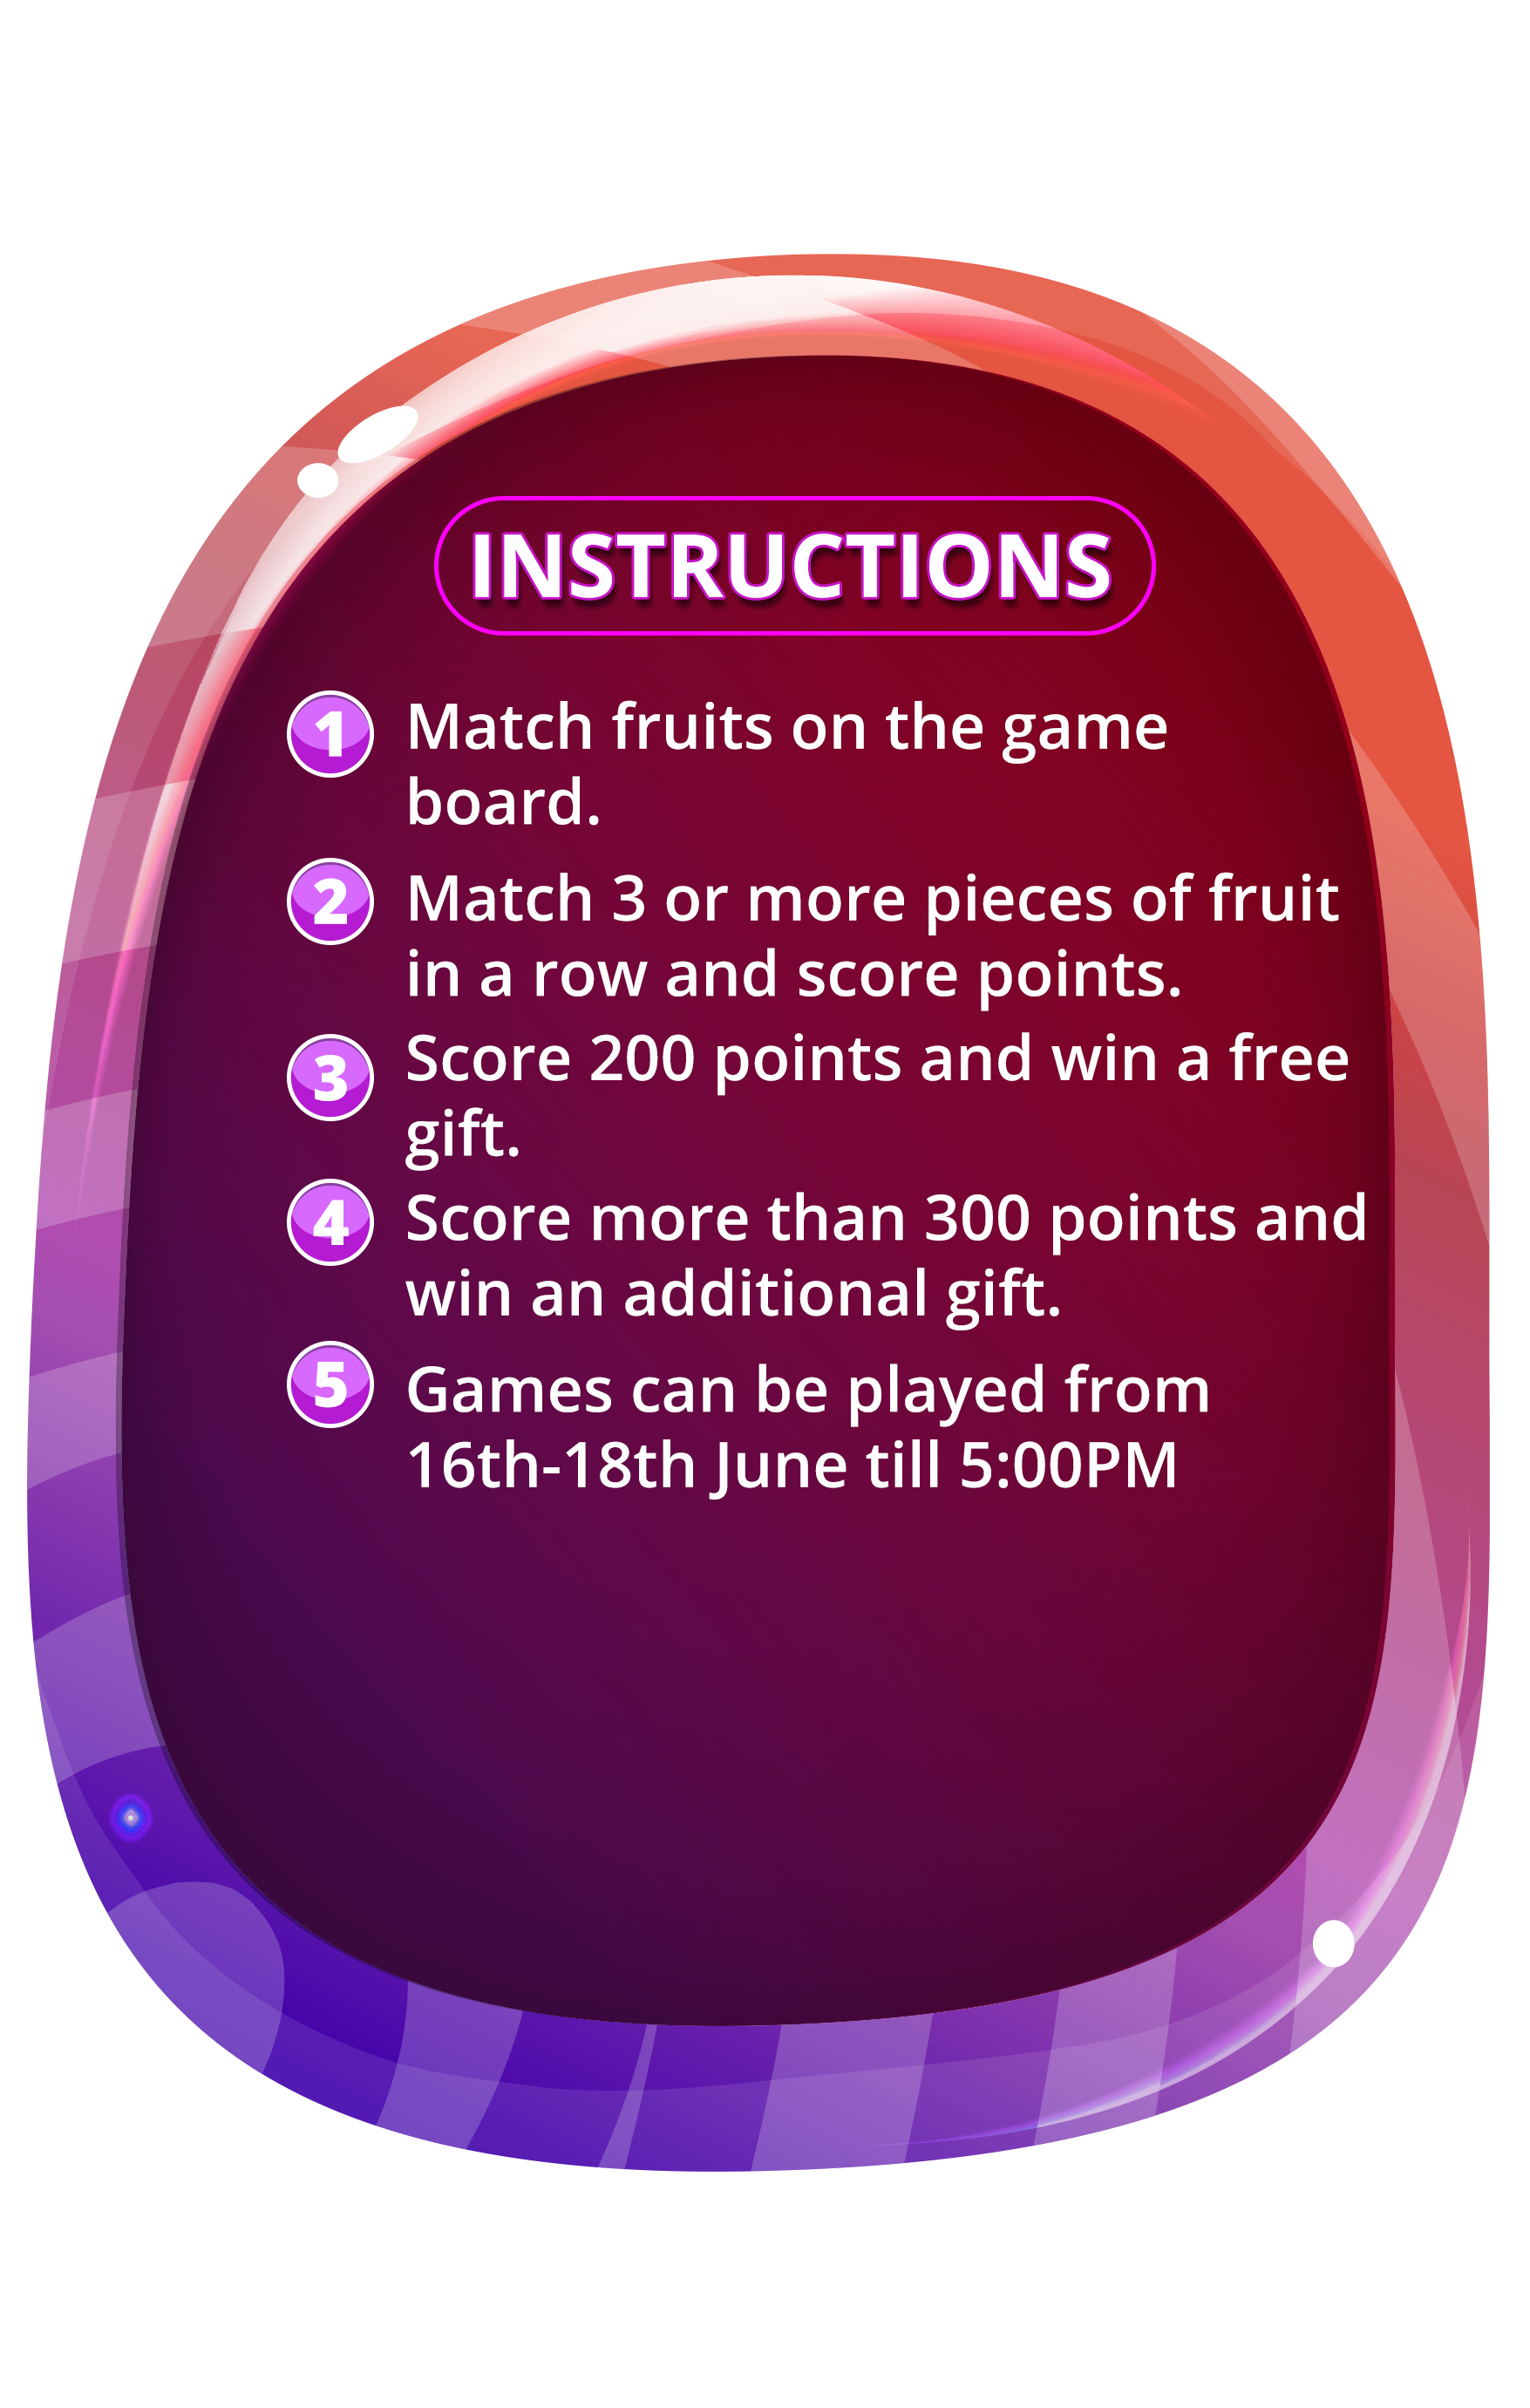 INSTRUCTIONS
1 Match fruits on the game
board.
2 Match 3 or more pieces of fruit
in a row and score points.
3 Score 200 points and win a free
gift.
4 Score more than 300 points and
win an additional gift.
5 Games can be played from
16th-18th June till 5:00PM